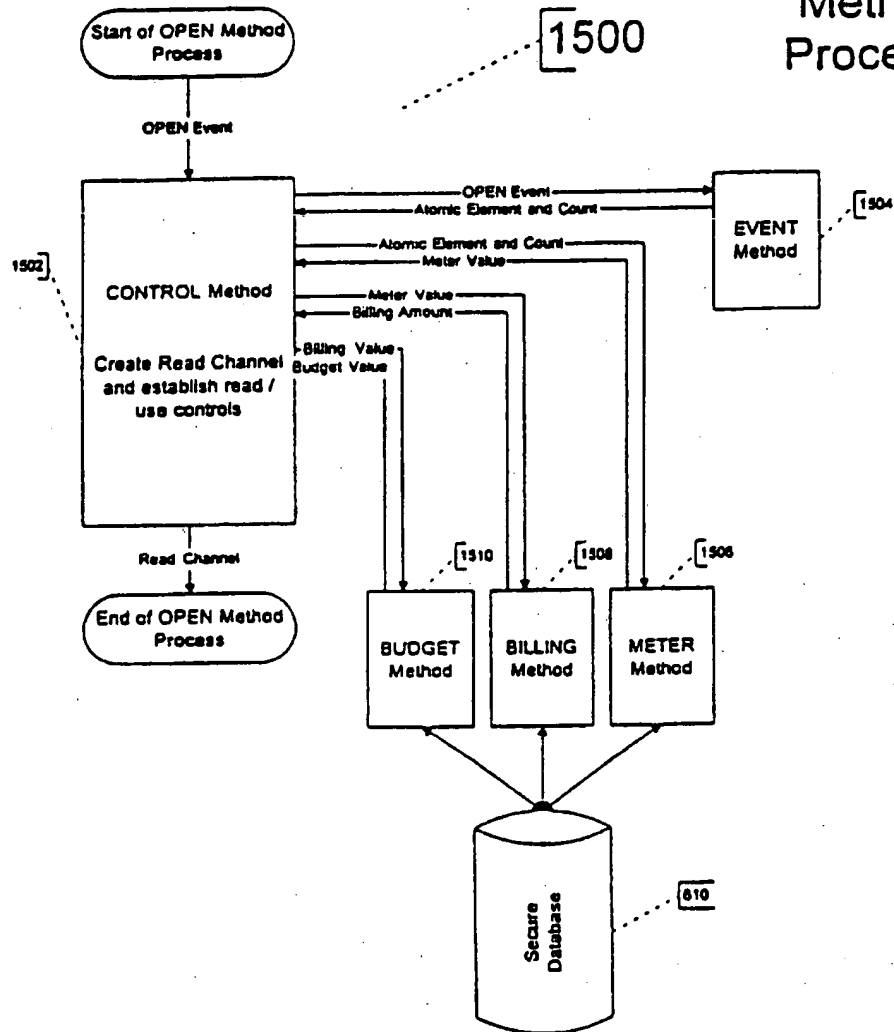 Start of OPEN Method
Process
1500
Proce
OPEN Event
OPEN Event
Atomic Element and Count
EVENT
Method
1504
Atomic Element and Count
Meter Value
1502
CONTROL Method
Meter Value
Billing Amount
Billing Value
Budget Value
Create Read Channel
and establish read /
use controls
Read Channel
1510
1508
1506
End of OPEN Method
Process
BUDGET
Method
BILLING
Method
METER
Method
Secure
Database
610